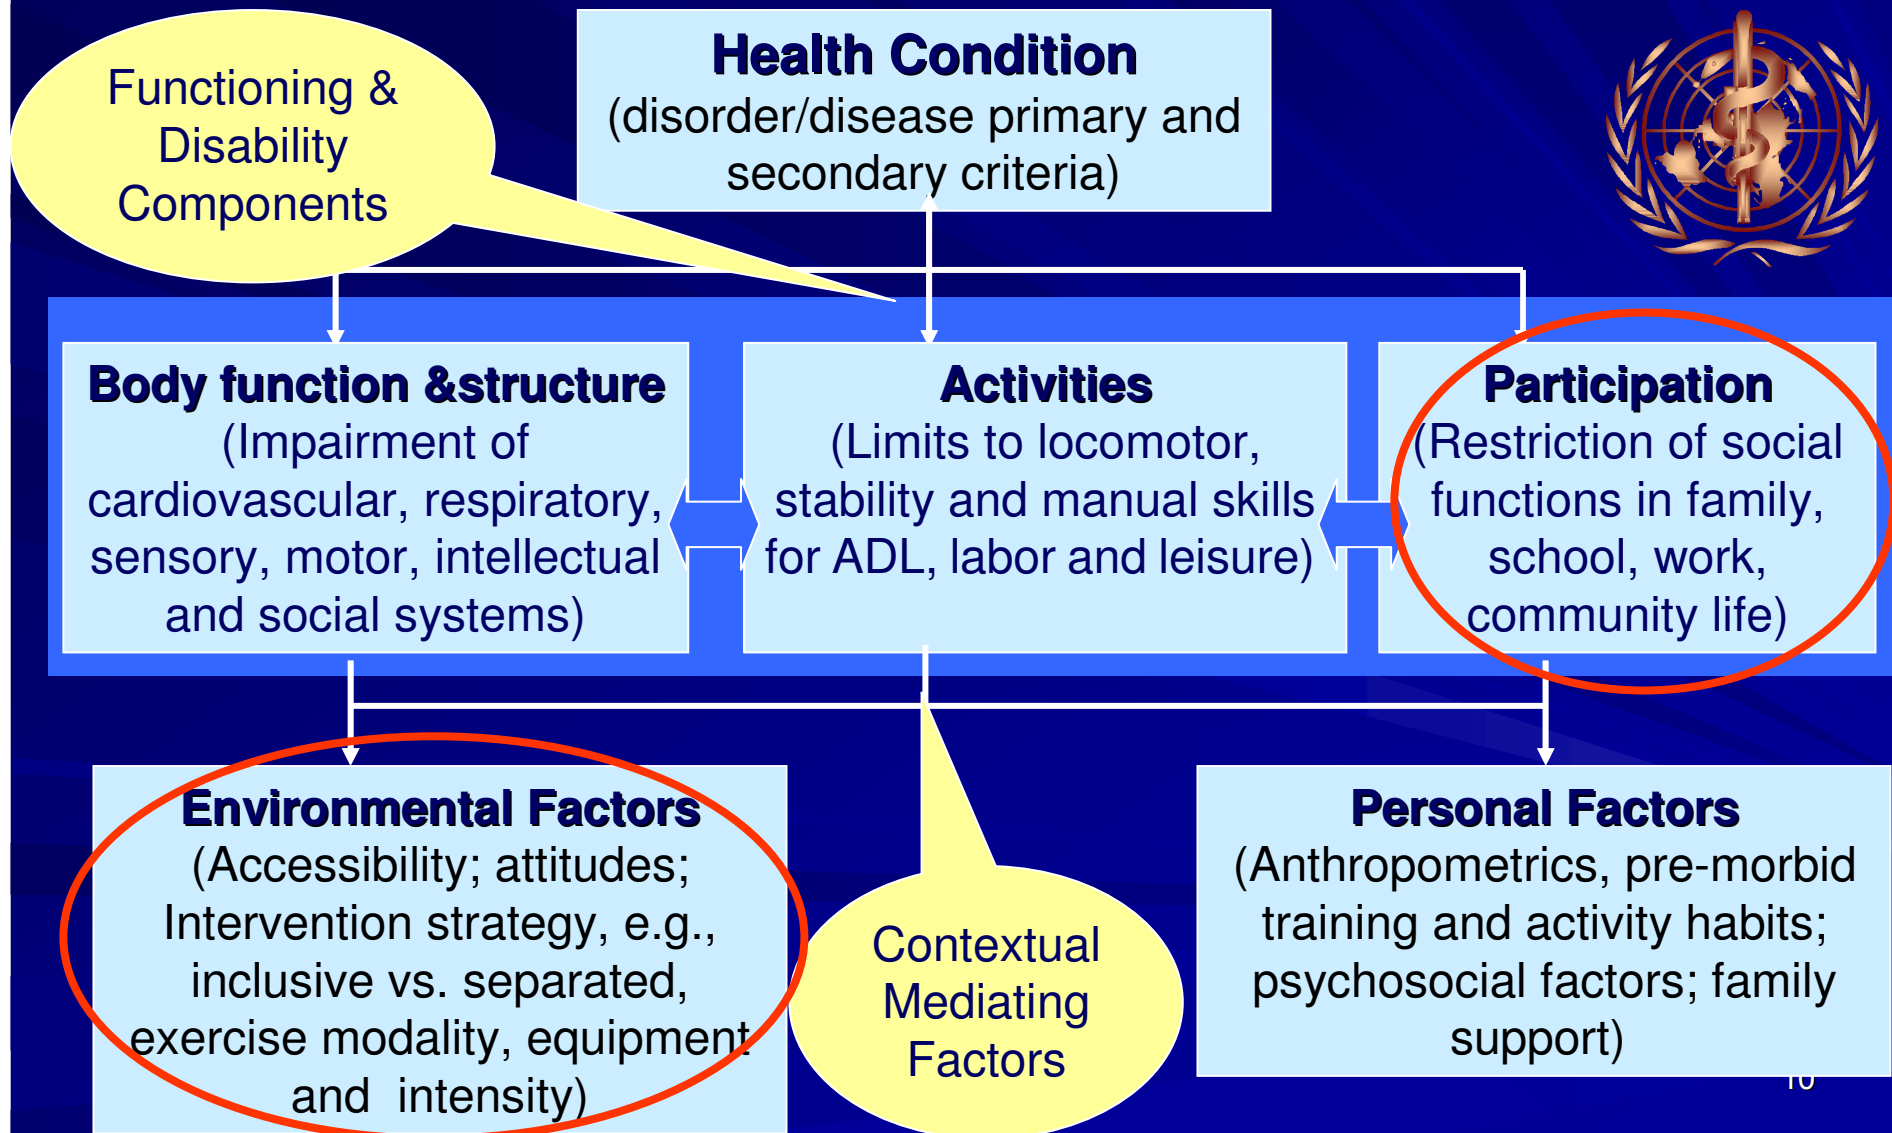 Functioning &
Disability
Components
Health Condition
(disorder/disease primary and
secondary criteria)
Body function &structure
(Impairment of
cardiovascular, respiratory,
sensory, motor, intellectual
and social systems)
Activities
(Limits to locomotor,
stability and manual skills
for ADL, labor and leisure)
Participation
(Restriction of social
functions in family,
school, work,
community life)
Environmental Factors
(Accessibility; attitudes;
Intervention strategy, e.g.,
inclusive vs. separated,
exercise modality, equipment
and intensity)
Contextual
Mediating
Factors
Personal Factors
(Anthropometrics, pre-morbid
training and activity habits;
psychosocial factors; family
support)
10